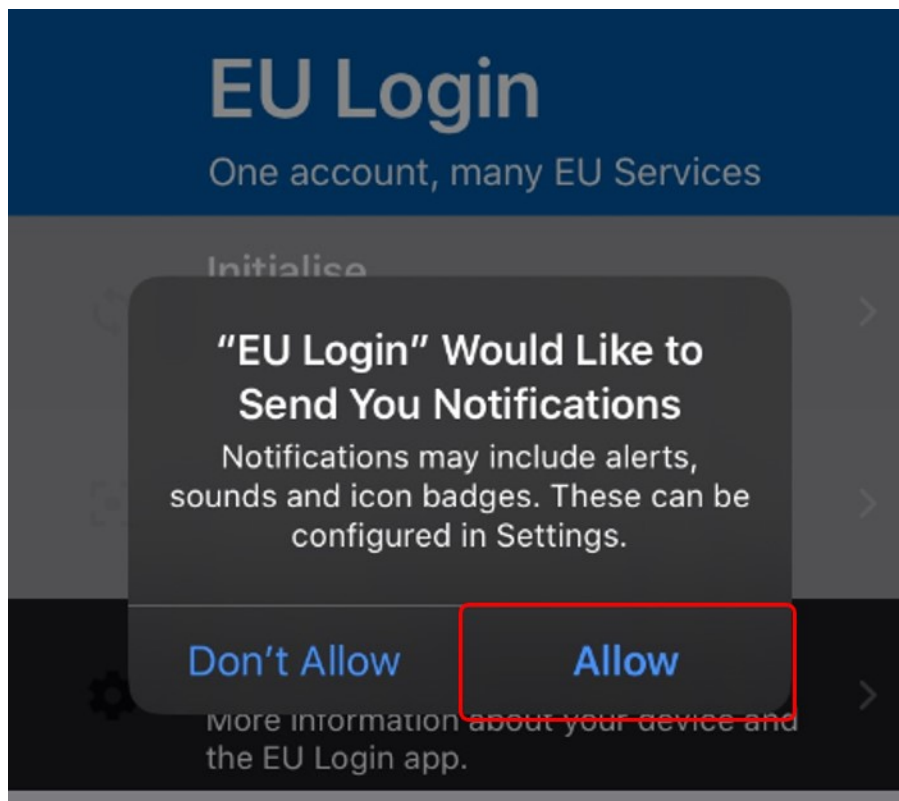 EU Login
One account, many EU Services
Initialise
“EU Login” Would Like to
Send You Notifications
Notifications may include alerts,
sounds and icon badges. These can be
configured in Settings.
Don’t Allow
Allow
More information about your device and
the EU Login app.